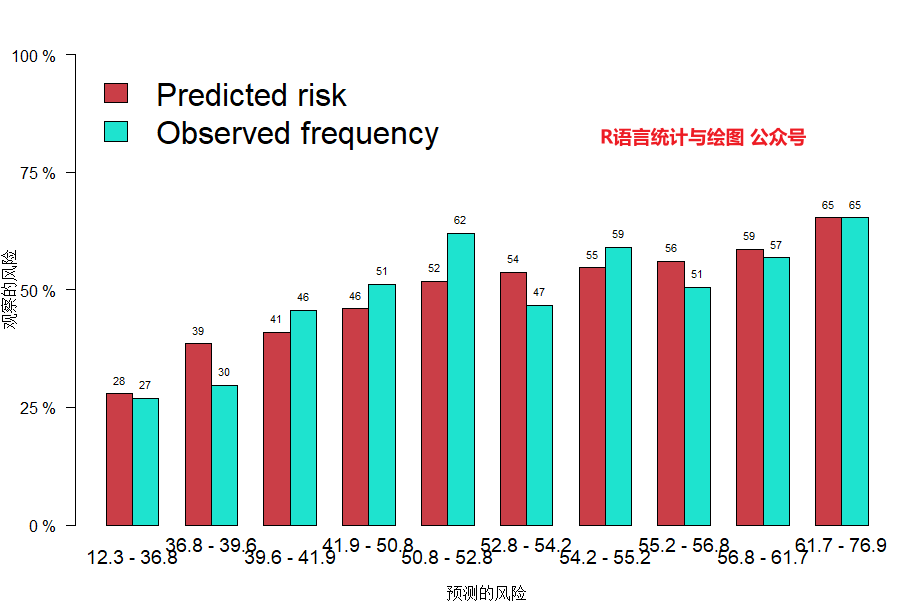 100 %
75 %
50 %
25 %
0 %
观察的风险
Predicted risk
Observed frequency
R语言统计与绘图 公众号
28 27
39 30
41 46
46 51
52 62
54 47
55 59
56 51
59 57
65 65
12.3 - 36.8
36.8 - 39.6
39.6 - 41.9
41.9 - 50.8
50.8 - 52.8
52.8 - 54.2
54.2 - 55.2
55.2 - 56.8
56.8 - 61.7
61.7 - 76.9
预测的风险